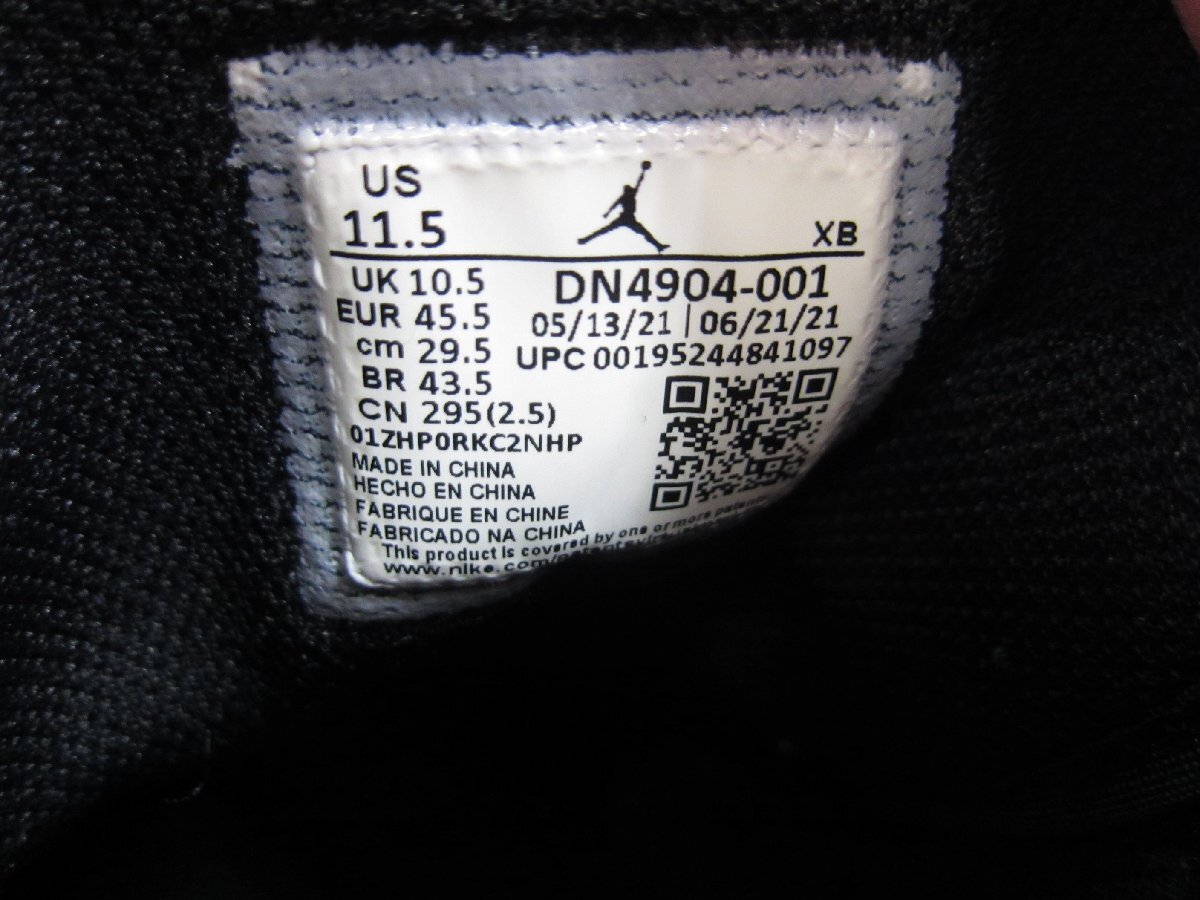 US
11.5
XB
UK 10.5
EUR 45.5
cm 29.5
BR 43.5
CN 295(2.5)
DN4904-001
05/13/21 | 06/21/21
UPC 00195244841097
01ZHP0RKC2NHP
MADE IN CHINA
HECHO EN CHINA
FABRIQUE EN CHINE
FABRICADO NA CHINA
This product is covered by one or more patents
www.nike.com/patents